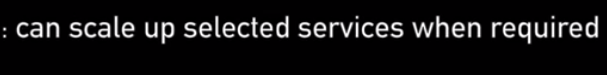 : can scale up selected services when required